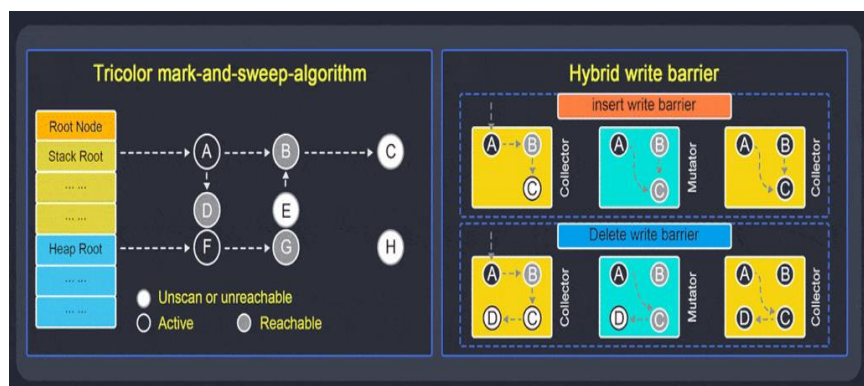 Tricolor mark-and-sweep-algorithm
Root Node
Stack Root
... ...
... ...
Heap Root
... ...
... ...
A
B
C
D
E
F
G
H
Unscan or unreachable
Active
Reachable
Hybrid write barrier
insert write barrier
A
B
C
Collector
A
B
C
Mutator
A
B
C
Collector
Delete write barrier
A
B
D
C
Collector
A
B
D
C
Mutator
A
B
D
C
Collector